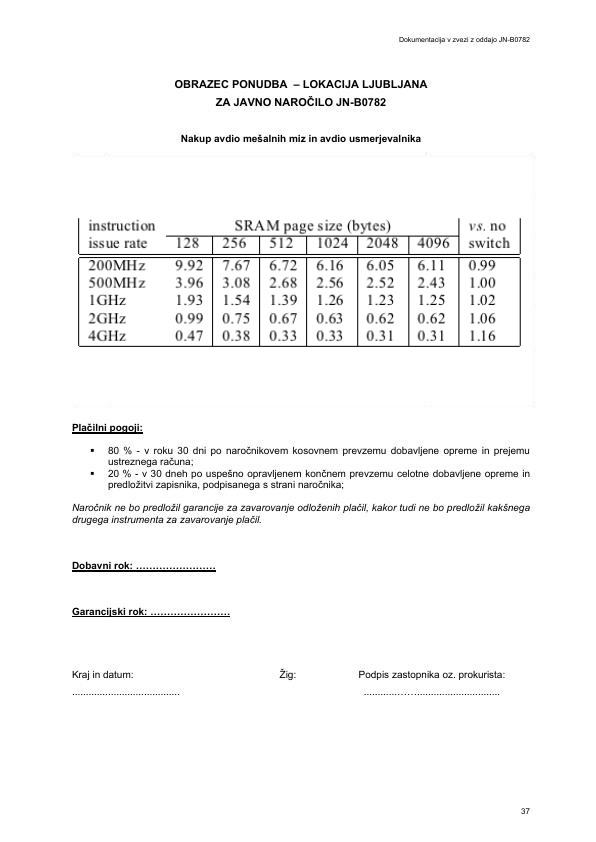 Dokumentacija v zvezi z oddajo JN-B0782
OBRAZEC PONUDBA – LOKACIJA LJUBLJANA
ZA JAVNO NAROČILO JN-B0782
Nakup avdio mešalnih miz in avdio usmerjevalnika
instruction SRAM page size (bytes) vs. no
issue rate 128 256 512 1024 2048 4096 switch
200MHz 9.92 7.67 6.72 6.16 6.05 6.11 0.99
500MHz 3.96 3.08 2.68 2.56 2.52 2.43 1.00
1GHz 1.93 1.54 1.39 1.26 1.23 1.25 1.02
2GHz 0.99 0.75 0.67 0.63 0.62 0.62 1.06
4GHz 0.47 0.38 0.33 0.33 0.31 0.31 1.16
Plačilni pogoji:
▪ 80 % - v roku 30 dni po naročnikovem kosovnem prevzemu dobavljene opreme in prejemu
ustreznega računa;
▪ 20 % - v 30 dneh po uspešno opravljenem končnem prevzemu celotne dobavljene opreme in
predložitvi zapisnika, podpisanega s strani naročnika;
Naročnik ne bo predložil garancije za zavarovanje odloženih plačil, kakor tudi ne bo predložil kakšnega
drugega instrumenta za zavarovanje plačil.
Dobavni rok: ……………………
Garancijski rok: ……………………
Kraj in datum: Žig: Podpis zastopnika oz. prokurista:
....................................... .................................................
37